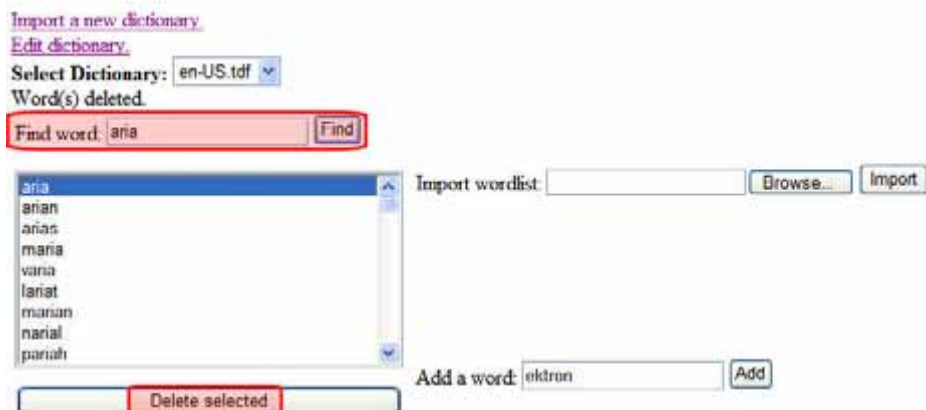 Import a new dictionary.
Edit dictionary.
Select Dictionary: en-US.tdf
Word(s) deleted.
Find word: aria Find
aria
arian
arias
maria
varia
lariat
marian
narial
pariah
Import wordlist: Browse... Import
Add a word: ektron Add
Delete selected